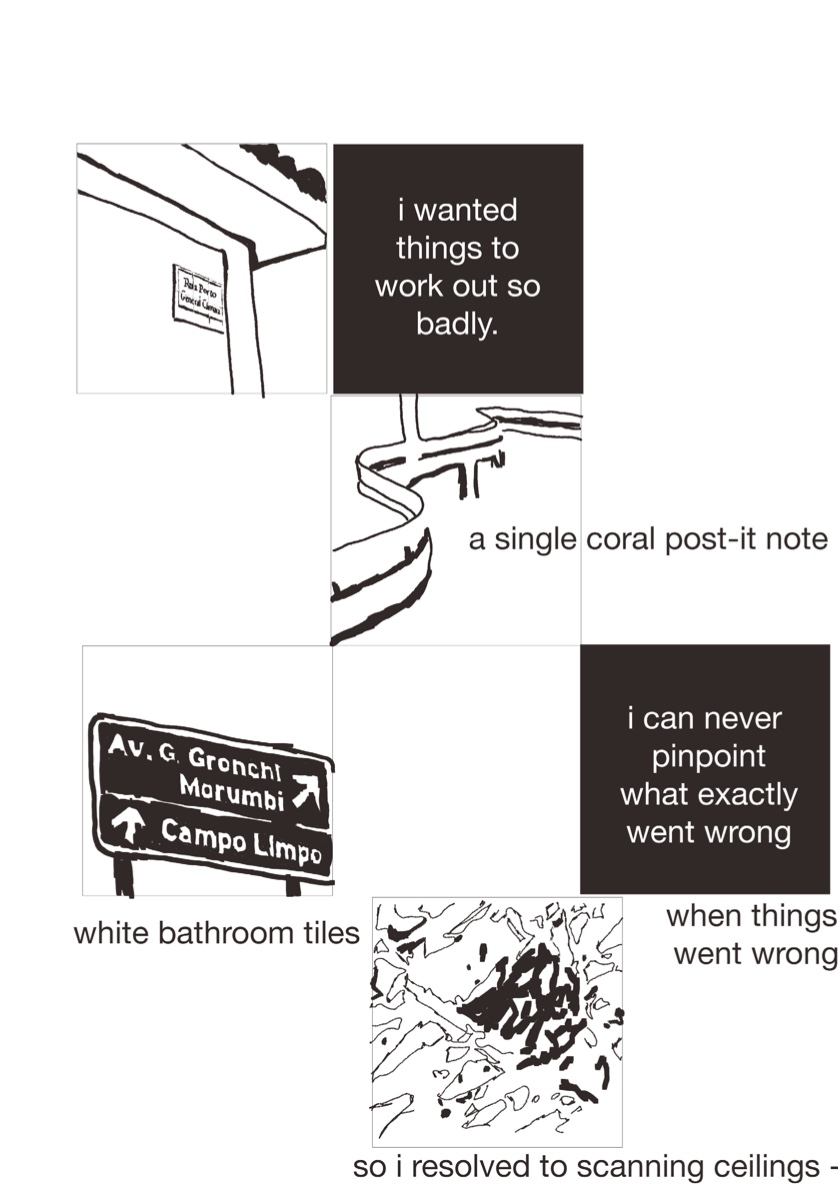 i wanted
things to
work out so
badly.
a single coral post-it note
Av. G. Gronchi
Morumbi
Campo Limpo
i can never
pinpoint
what exactly
went wrong
white bathroom tiles
when things
went wrong
so i resolved to scanning ceilings -